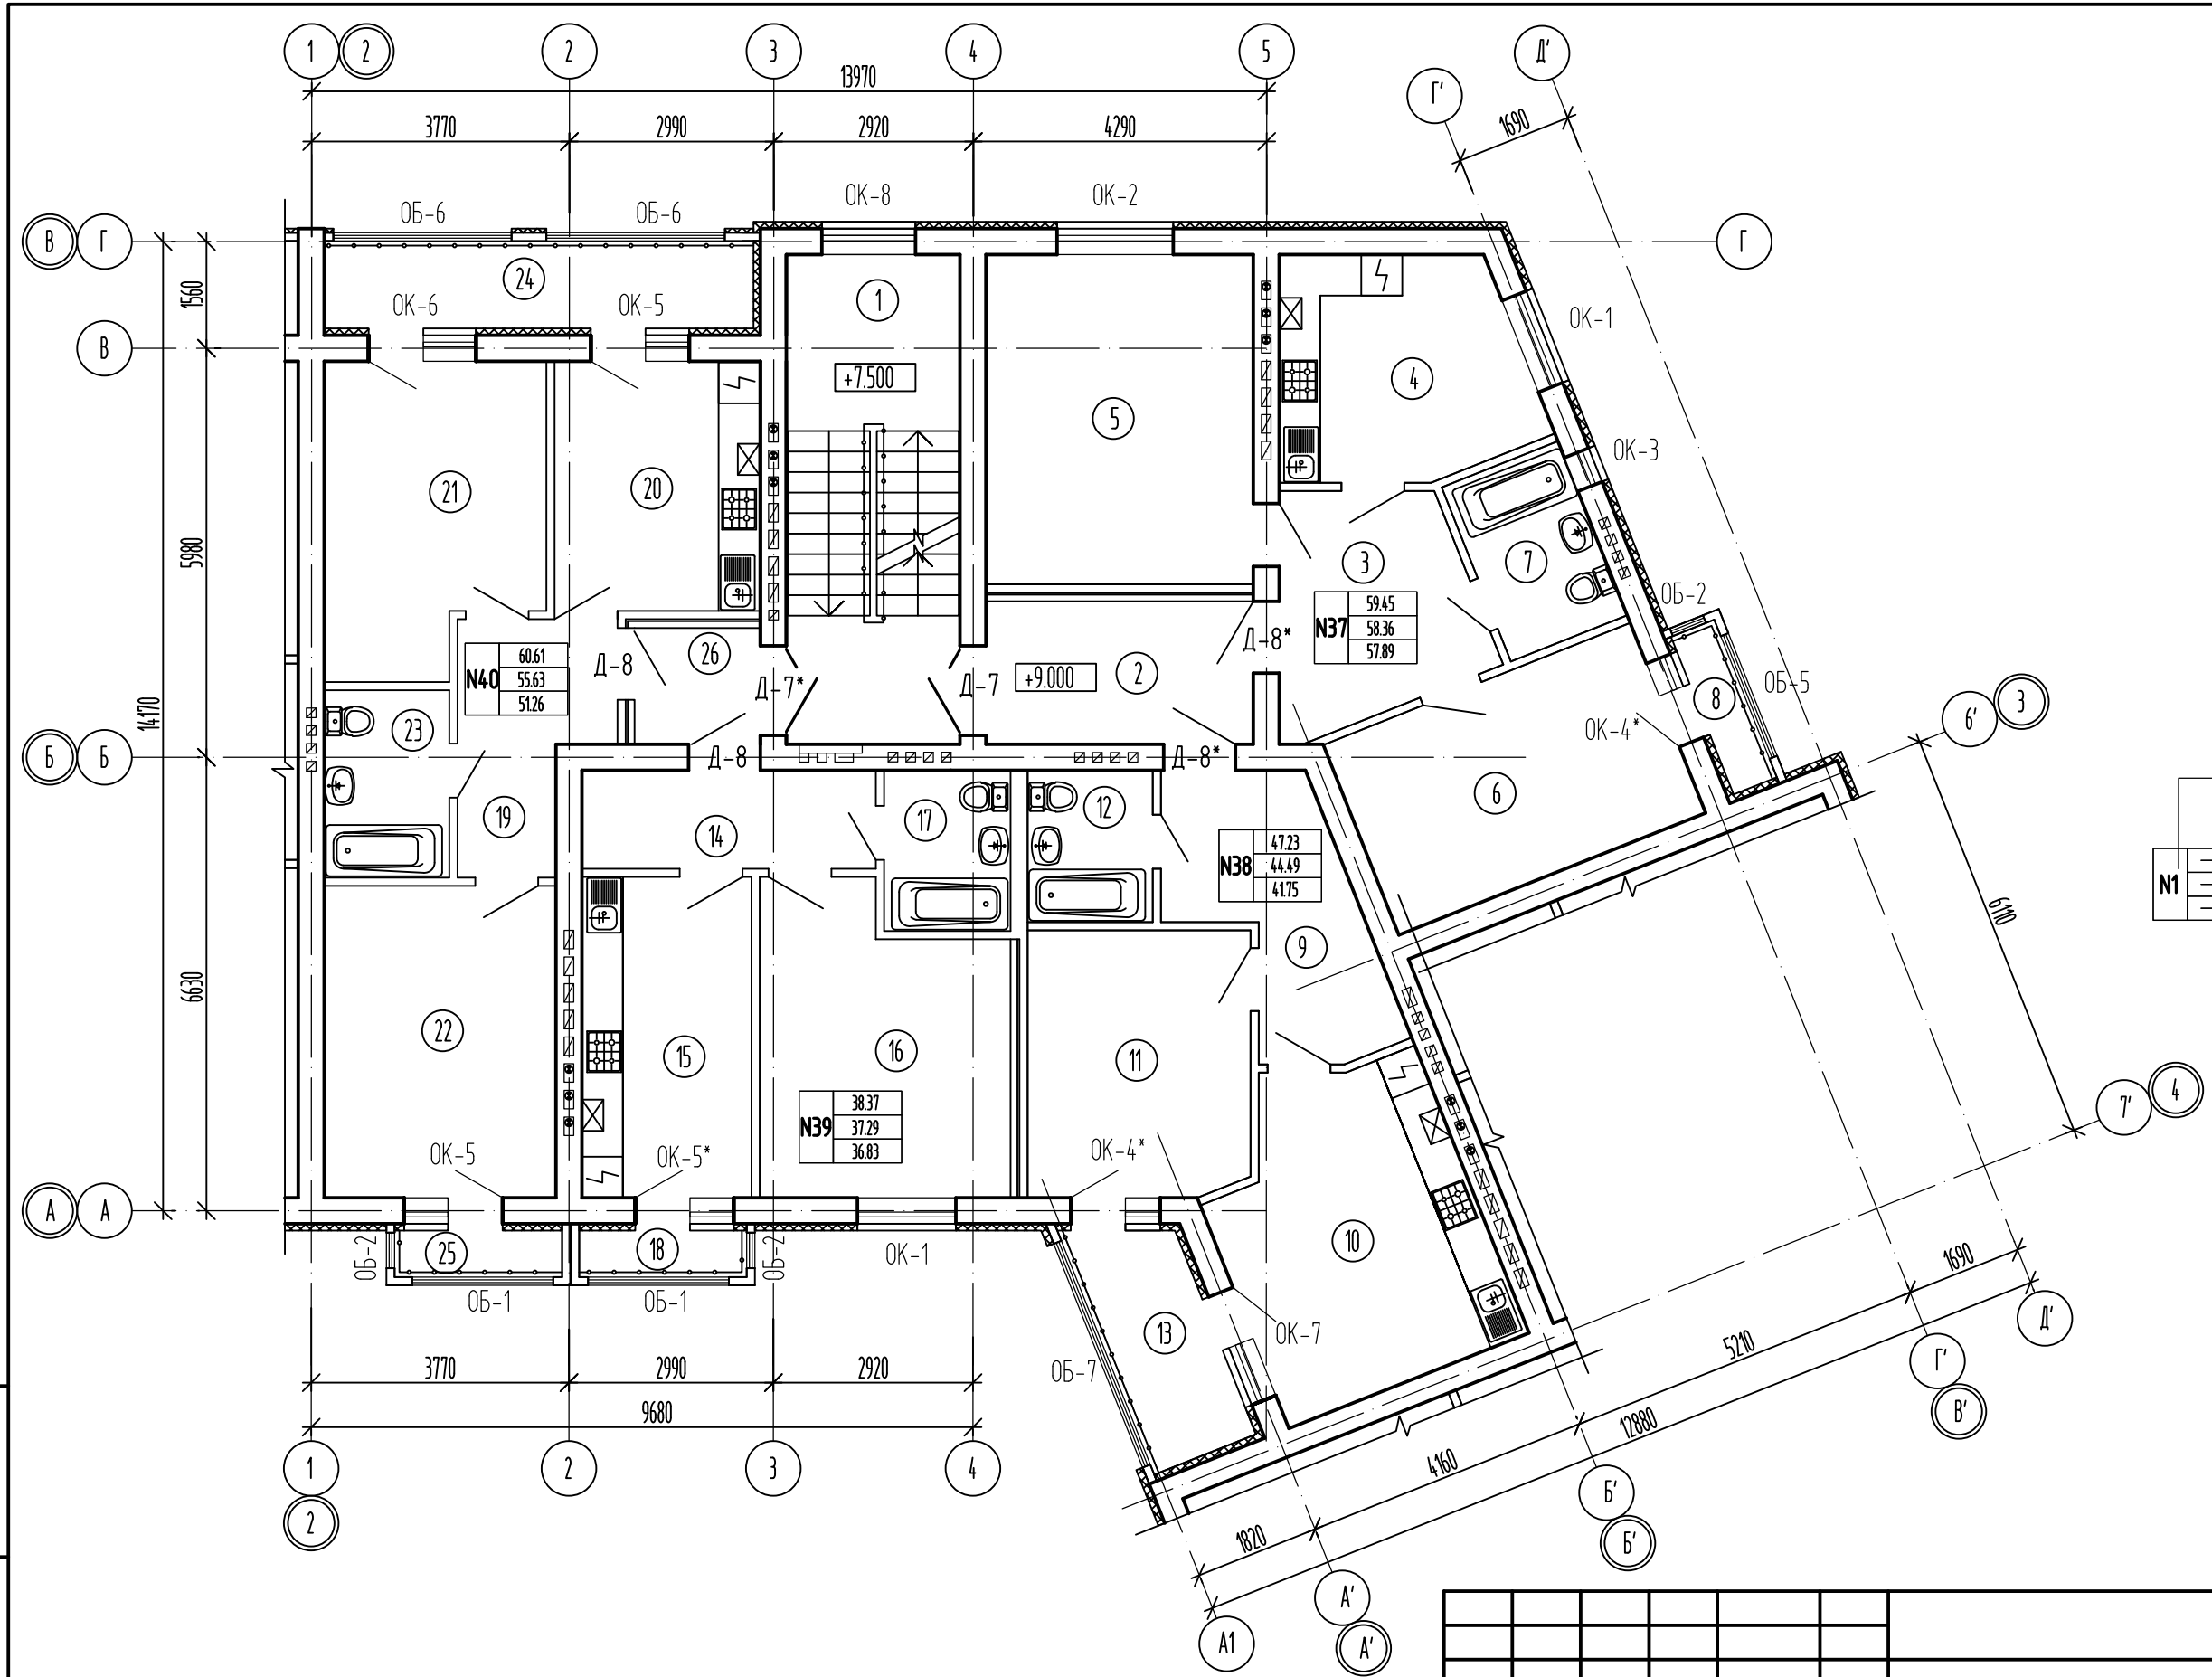 1 2 2 3 4 5 Д'
Г'
13970
3770 2990 2920 4290
1690
ОК-8 ОК-2
ОБ-6 ОБ-6
В Г Г
24 1
1560
ОК-6 ОК-5 ОК-1
В
+7.500 4
5
ОК-3
21 20
5980
3 7
ОБ-2
59.45
N37 58.36
57.89
60.61
N40 55.63
51.26
Д-8 26 Д-8*
Д-7* Д-7 +9.000 2
ОБ-5
8
14170
6' 3
23 ОК-4*
Б Б
Д-8 Д-8*
6
19 14 17 12
47.23
N38 44.49
41.75
N1
6110
9
6630
22 15 16 11
7' 4
38.37
N39 37.29
36.83
ОК-5 ОК-5* ОК-4*
А А
ОБ-2 25 18 ОБ-2 ОК-1 10
1690
ОБ-1 ОБ-1
13 ОК-7
Д'
5210
3770 2990 2920
ОБ-7
Г'
9680
В'
12880
4160
1 2 3 4
Б'
2
1820
Б'
А'
А1 А'